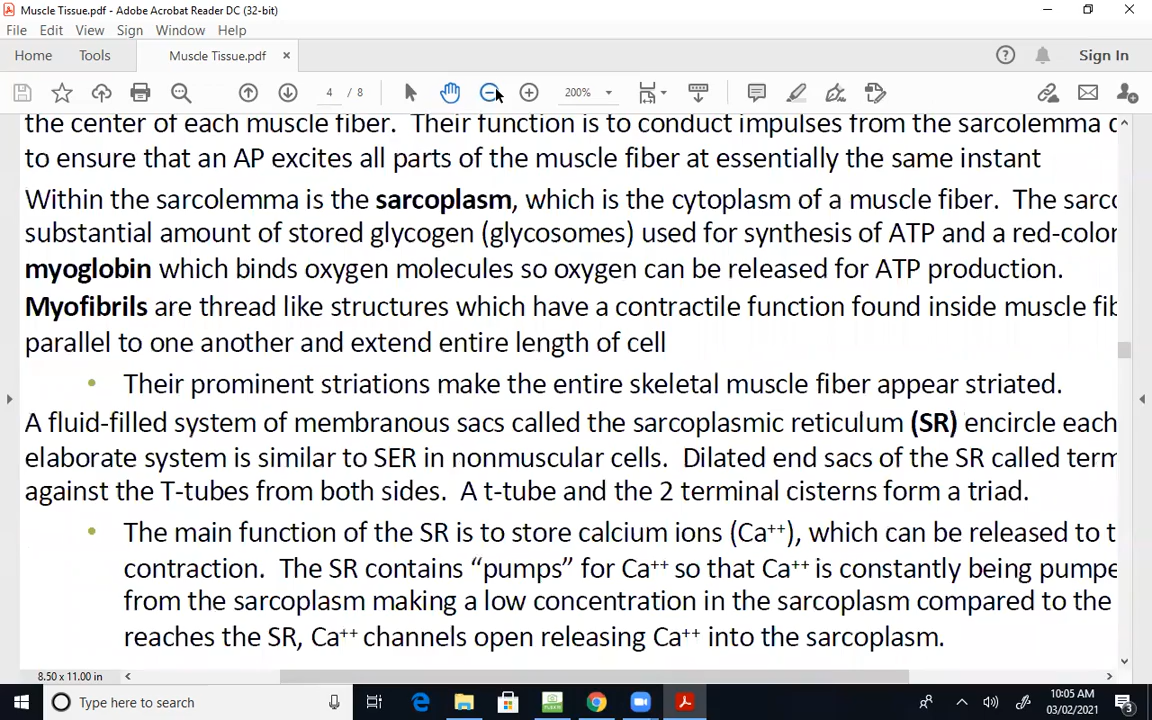 Muscle Tissue.pdf - Adobe Acrobat Reader DC (32-bit)
File Edit View Sign Window Help
Home Tools Muscle Tissue.pdf × Sign In
4 / 8 200%
the center of each muscle fiber. Their function is to conduct impulses from the sarcolemma
to ensure that an AP excites all parts of the muscle fiber at essentially the same instant
Within the sarcolemma is the sarcoplasm, which is the cytoplasm of a muscle fiber. The sarc
substantial amount of stored glycogen (glycosomes) used for synthesis of ATP and a red-color
myoglobin which binds oxygen molecules so oxygen can be released for ATP production.
Myofibrils are thread like structures which have a contractile function found inside muscle fib
parallel to one another and extend entire length of cell
• Their prominent striations make the entire skeletal muscle fiber appear striated.
A fluid-filled system of membranous sacs called the sarcoplasmic reticulum (SR) encircle each
elaborate system is similar to SER in nonmuscular cells. Dilated end sacs of the SR called term
against the T-tubes from both sides. A t-tube and the 2 terminal cisterns form a triad.
• The main function of the SR is to store calcium ions (Ca⁺⁺), which can be released to t
contraction. The SR contains “pumps” for Ca⁺⁺ so that Ca⁺⁺ is constantly being pumpe
from the sarcoplasm making a low concentration in the sarcoplasm compared to the
reaches the SR, Ca⁺⁺ channels open releasing Ca⁺⁺ into the sarcoplasm.
8.50 x 11.00 in
Type here to search
10:05 AM
03/02/2021
3